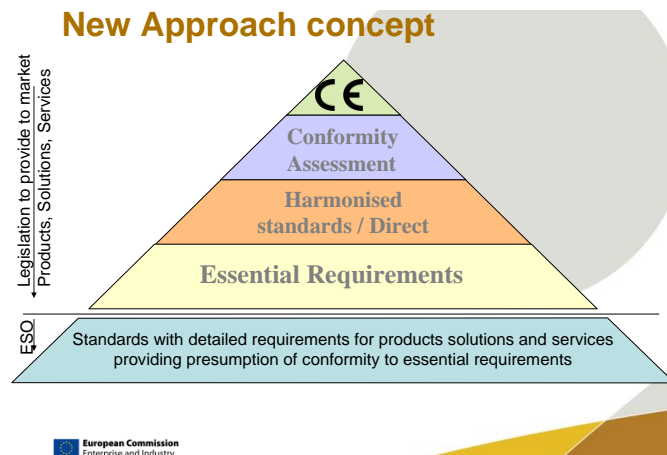 New Approach concept
Legislation to provide to market
Products, Solutions, Services
CE
Conformity
Assessment
Harmonised
standards / Direct
Essential Requirements
ESO
Standards with detailed requirements for products solutions and services
providing presumption of conformity to essential requirements
European Commission
Enterprise and Industry